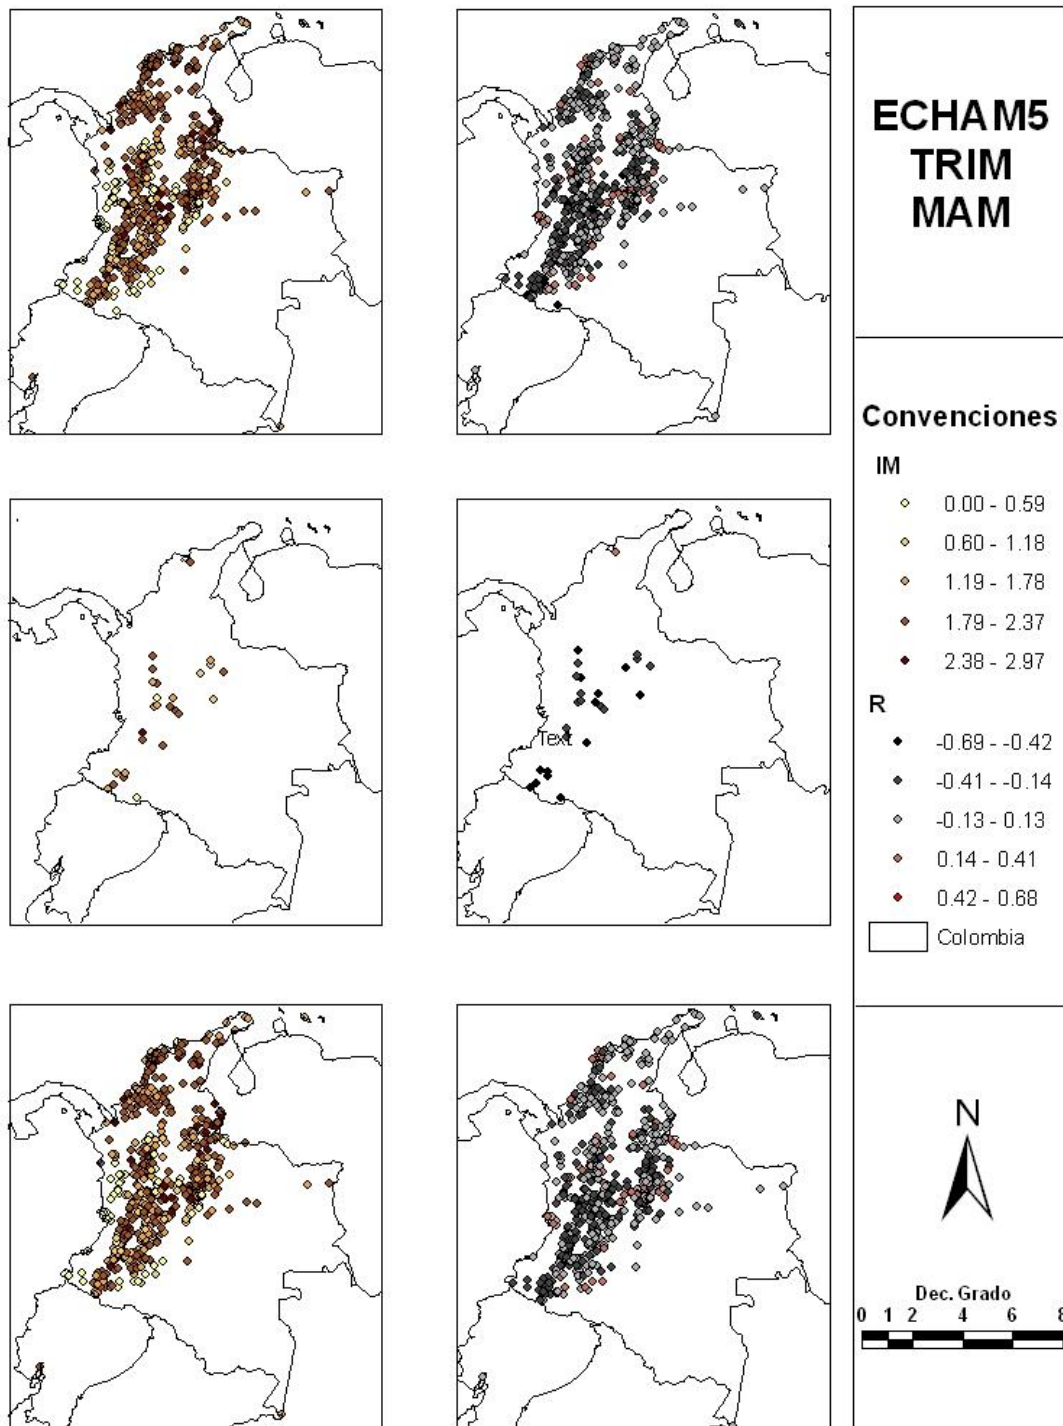 ECHAM5
TRIM
MAM
Convenciones
IM
0.00 - 0.59
0.60 - 1.18
1.19 - 1.78
1.79 - 2.37
2.38 - 2.97
R
-0.69 - -0.42
-0.41 - -0.14
-0.13 - 0.13
0.14 - 0.41
0.42 - 0.68
Colombia
Text
N
Dec. Grado
0 1 2 4 6 8